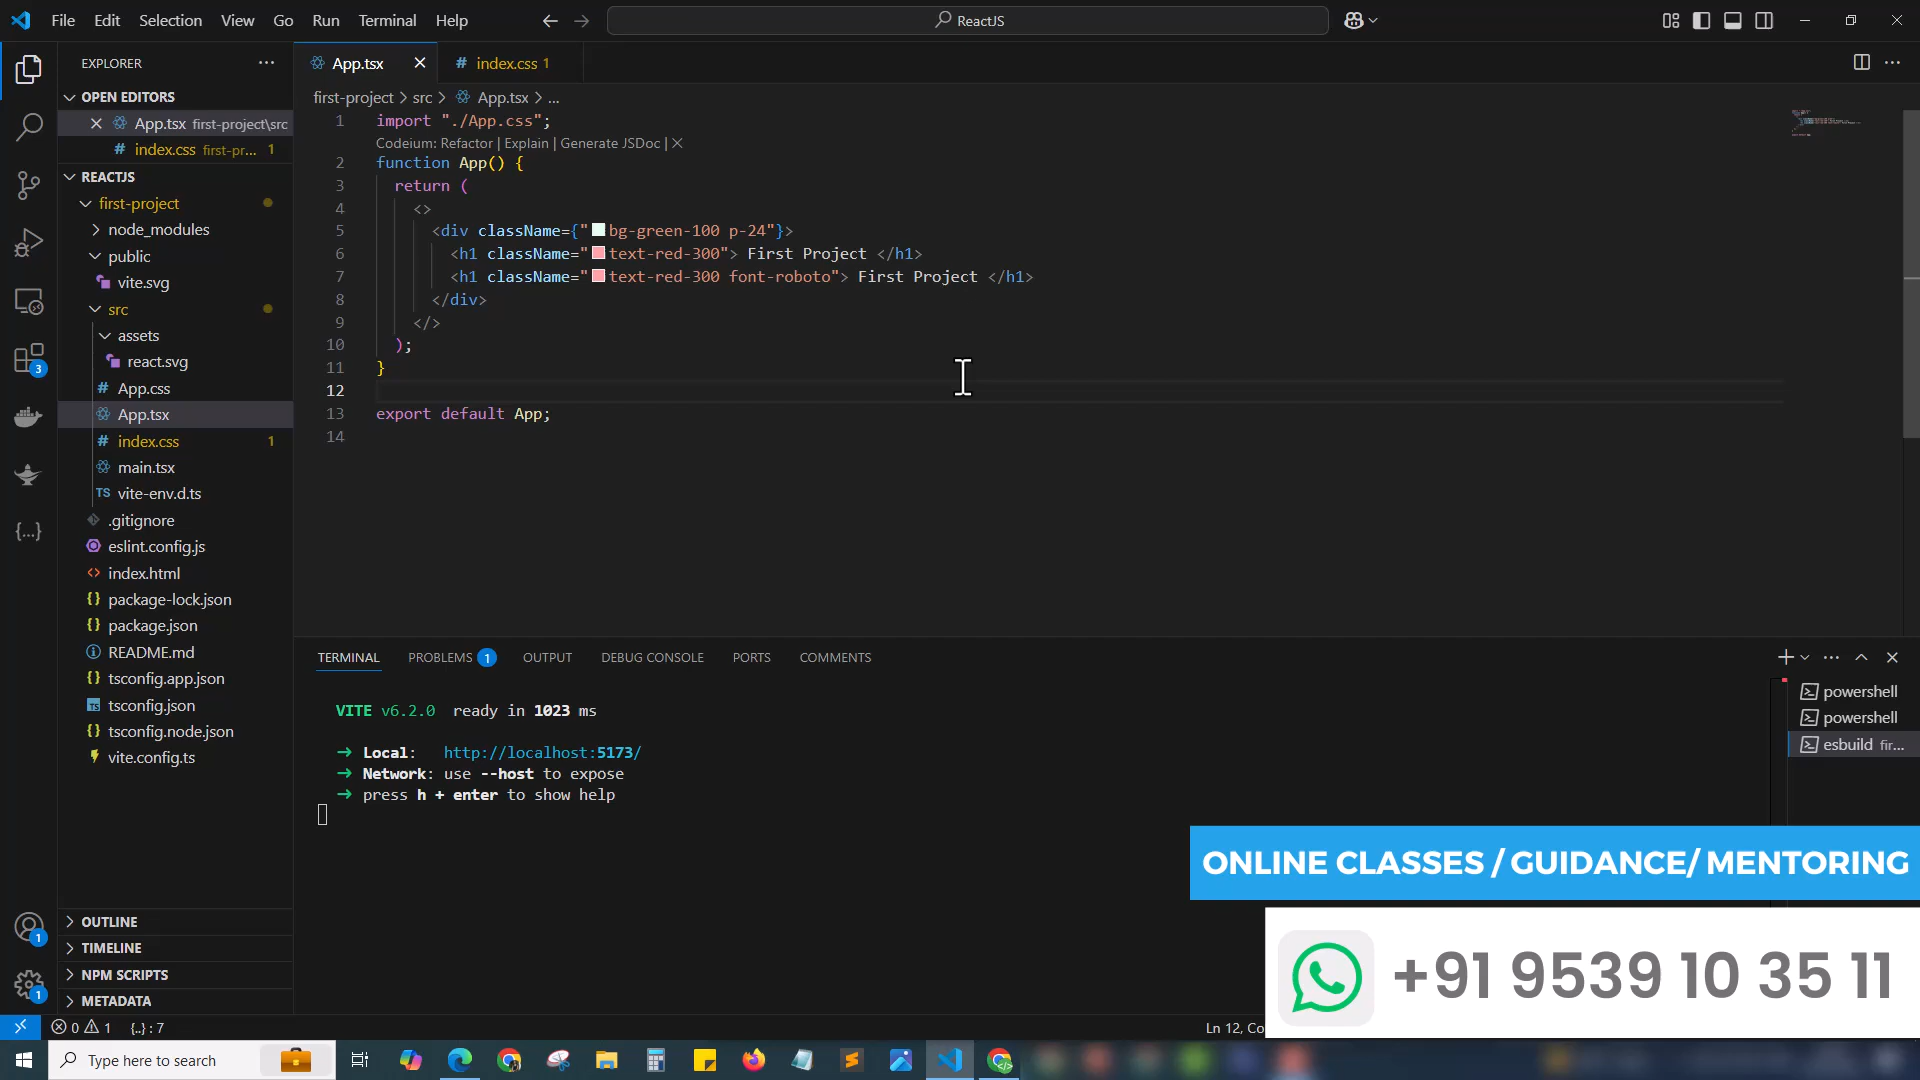 File Edit Selection View Go Run Terminal Help
ReactJS
EXPLORER
OPEN EDITORS
App.tsx first-project\src
index.css first-pr... 1
REACTJS
first-project
node_modules
public
vite.svg
src
assets
react.svg
App.css
App.tsx
index.css 1
main.tsx
TS vite-env.d.ts
.gitignore
eslint.config.js
index.html
package-lock.json
package.json
README.md
tsconfig.app.json
tsconfig.json
tsconfig.node.json
vite.config.ts
OUTLINE
TIMELINE
NPM SCRIPTS
METADATA
App.tsx
index.css 1
first-project > src > App.tsx > ...
1 import "./App.css";
Codeium: Refactor | Explain | Generate JSDoc | X
2 function App() {
3 return (
4 <>
5 <div className={"bg-green-100 p-24"}>
6 <h1 className="text-red-300"> First Project </h1>
7 <h1 className="text-red-300 font-roboto"> First Project </h1>
8 </div>
9 </>
10 );
11 }
12
13 export default App;
14
TERMINAL PROBLEMS 1 OUTPUT DEBUG CONSOLE PORTS COMMENTS
VITE v6.2.0 ready in 1023 ms
➜ Local: http://localhost:5173/
➜ Network: use --host to expose
➜ press h + enter to show help
powershell
powershell
esbuild fir...
3
1
1
ONLINE CLASSES / GUIDANCE/ MENTORING
+91 9539 10 35 11
0 1 {..} : 7
Ln 12, Co
Type here to search